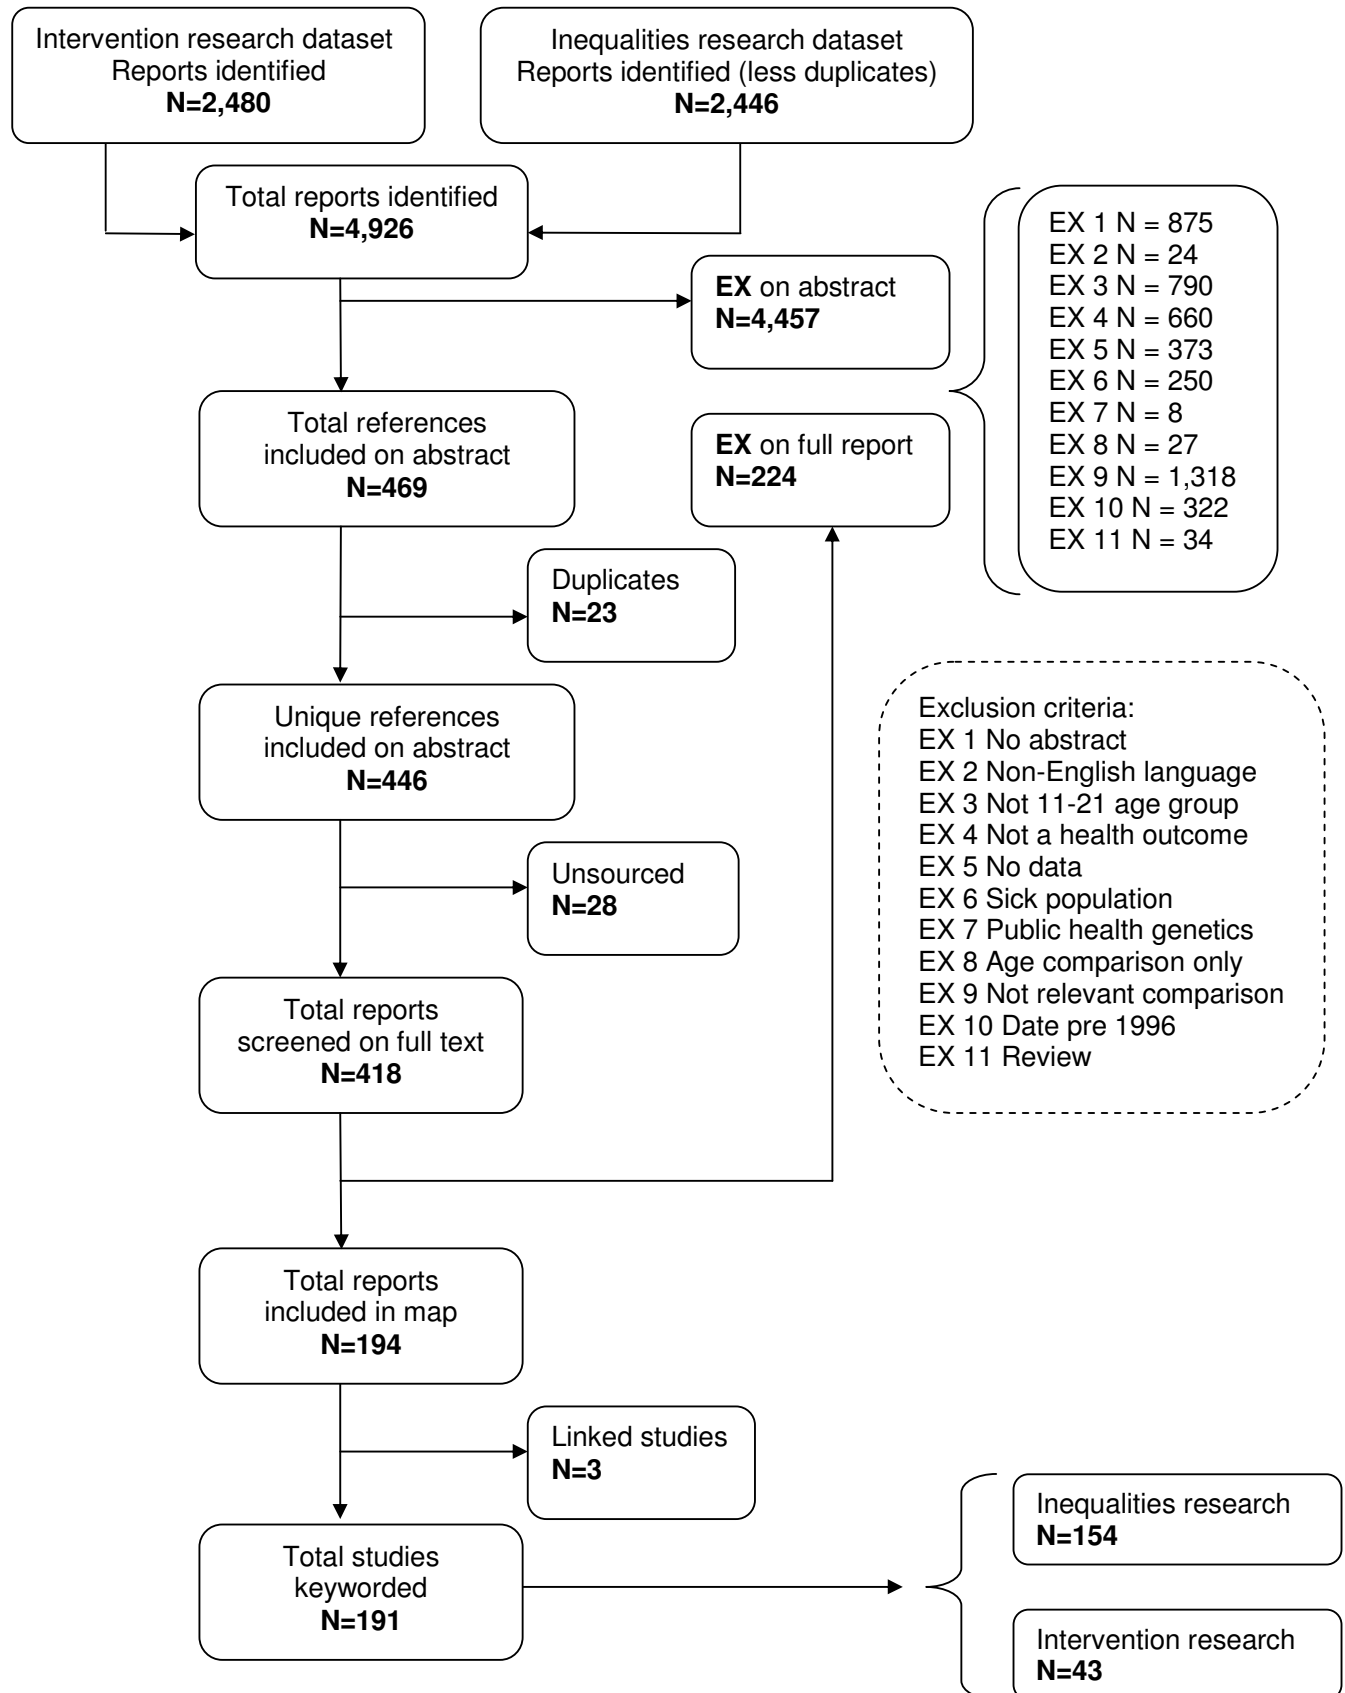 Intervention research dataset
Reports identified
N=2,480
Inequalities research dataset
Reports identified (less duplicates)
N=2,446
Total reports identified
N=4,926
EX on abstract
N=4,457
EX 1 N = 875
EX 2 N = 24
EX 3 N = 790
EX 4 N = 660
EX 5 N = 373
EX 6 N = 250
EX 7 N = 8
EX 8 N = 27
EX 9 N = 1,318
EX 10 N = 322
EX 11 N = 34
Total references
included on abstract
N=469
EX on full report
N=224
Duplicates
N=23
Unique references
included on abstract
N=446
Exclusion criteria:
EX 1 No abstract
EX 2 Non-English language
EX 3 Not 11-21 age group
EX 4 Not a health outcome
EX 5 No data
EX 6 Sick population
EX 7 Public health genetics
EX 8 Age comparison only
EX 9 Not relevant comparison
EX 10 Date pre 1996
EX 11 Review
Unsourced
N=28
Total reports
screened on full text
N=418
Total reports
included in map
N=194
Linked studies
N=3
Total studies
keyworded
N=191
Inequalities research
N=154
Intervention research
N=43